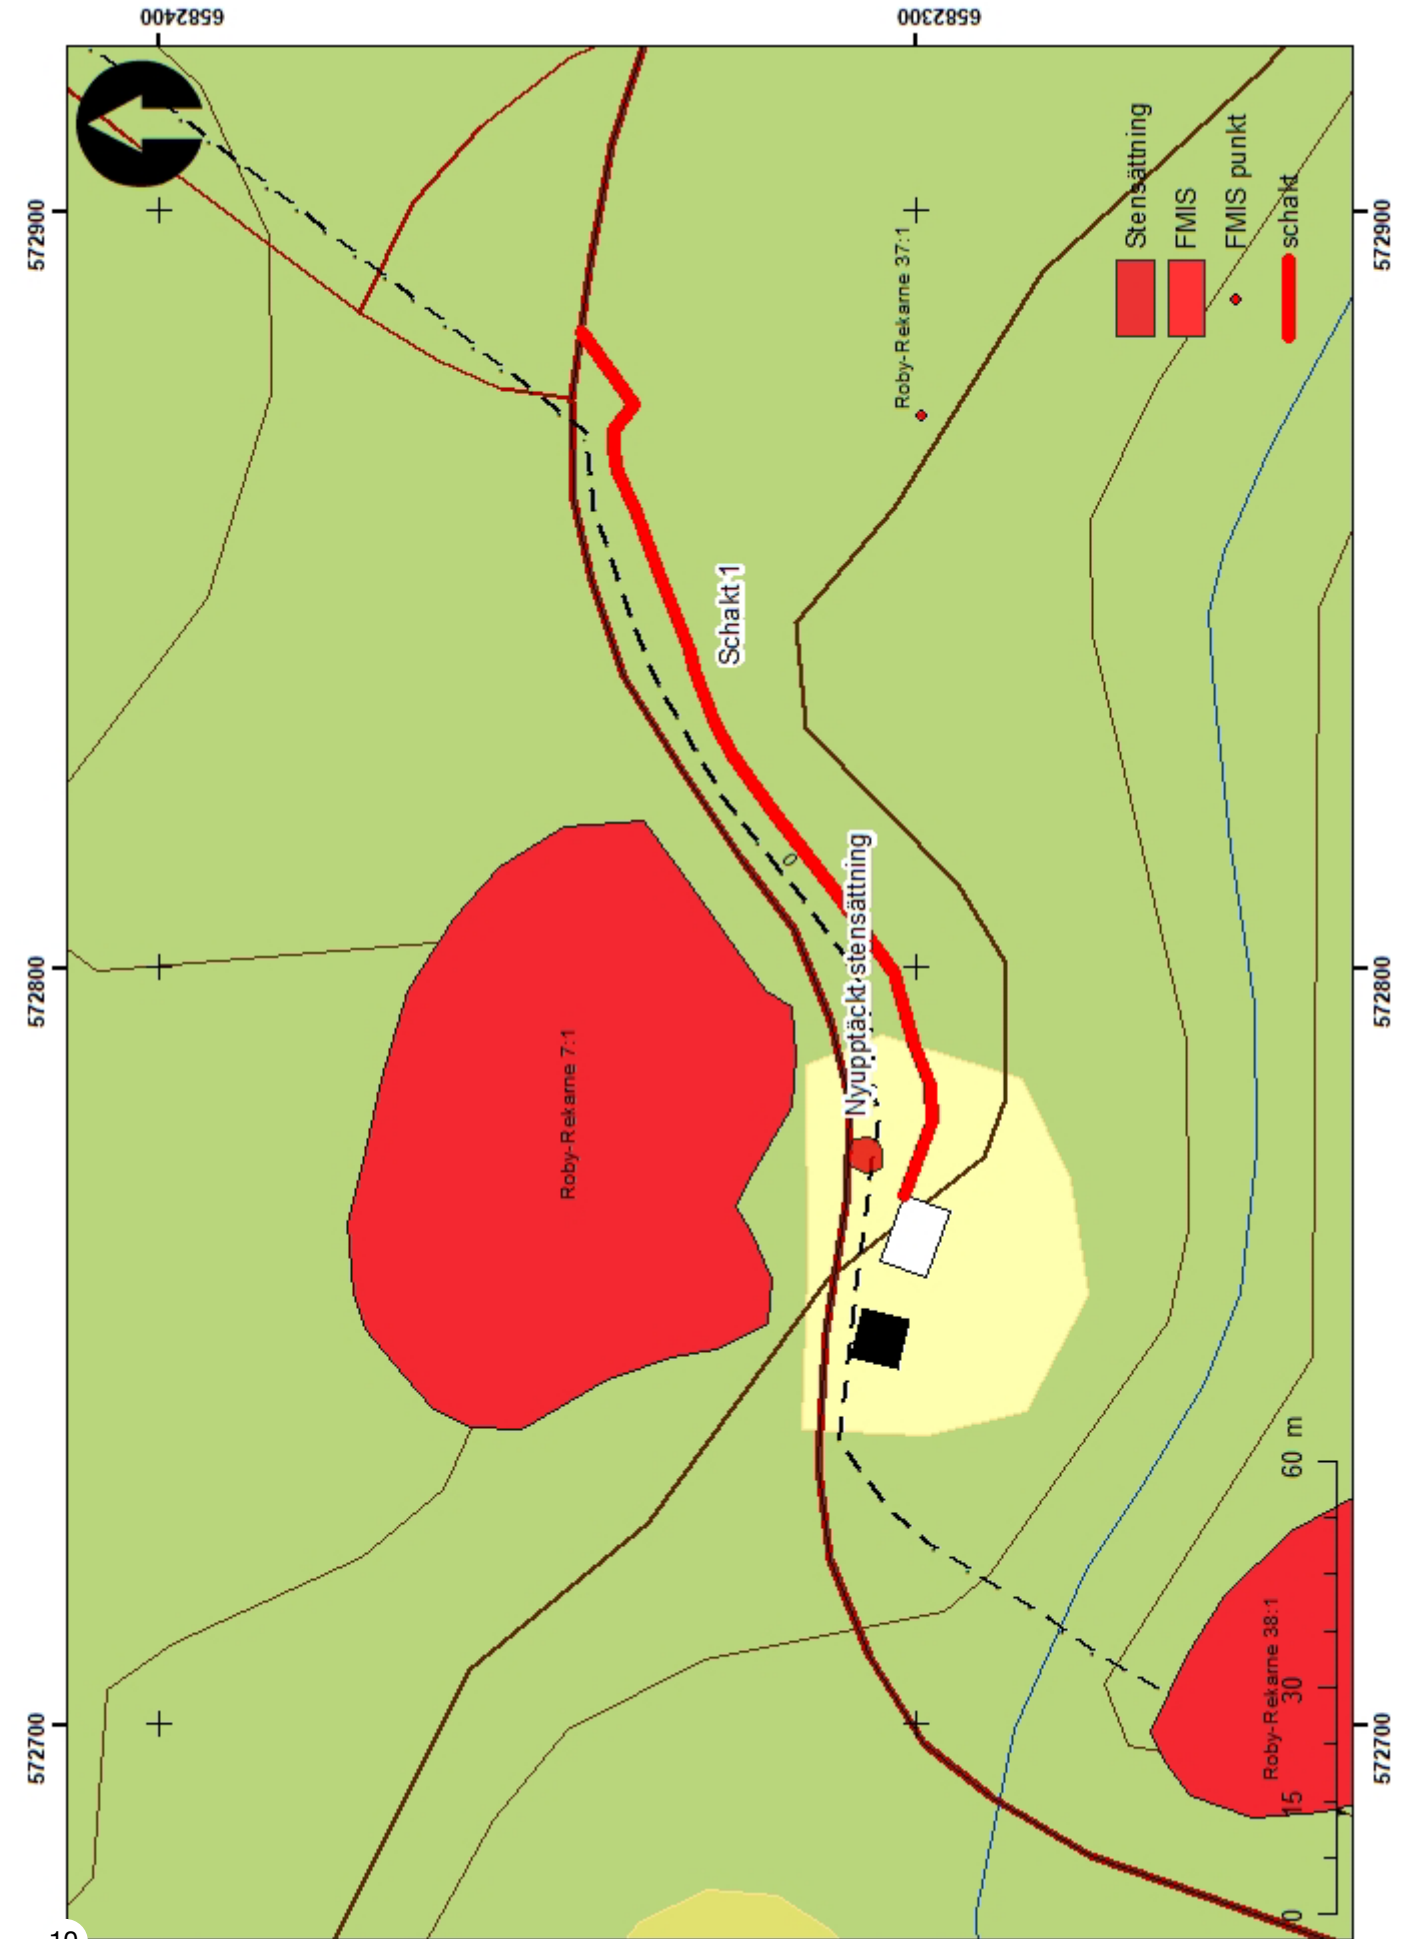 6582400
6582300
572900
572900
Stensättning
FMIS
FMIS punkt
schakt
Roby-Rekarne 37:1
Schakt 1
Nyupptäckt stensättning
0
572800
572800
Roby-Rekarne 7:1
Roby-Rekarne 38:1
572700
572700
0
15
30
60 m